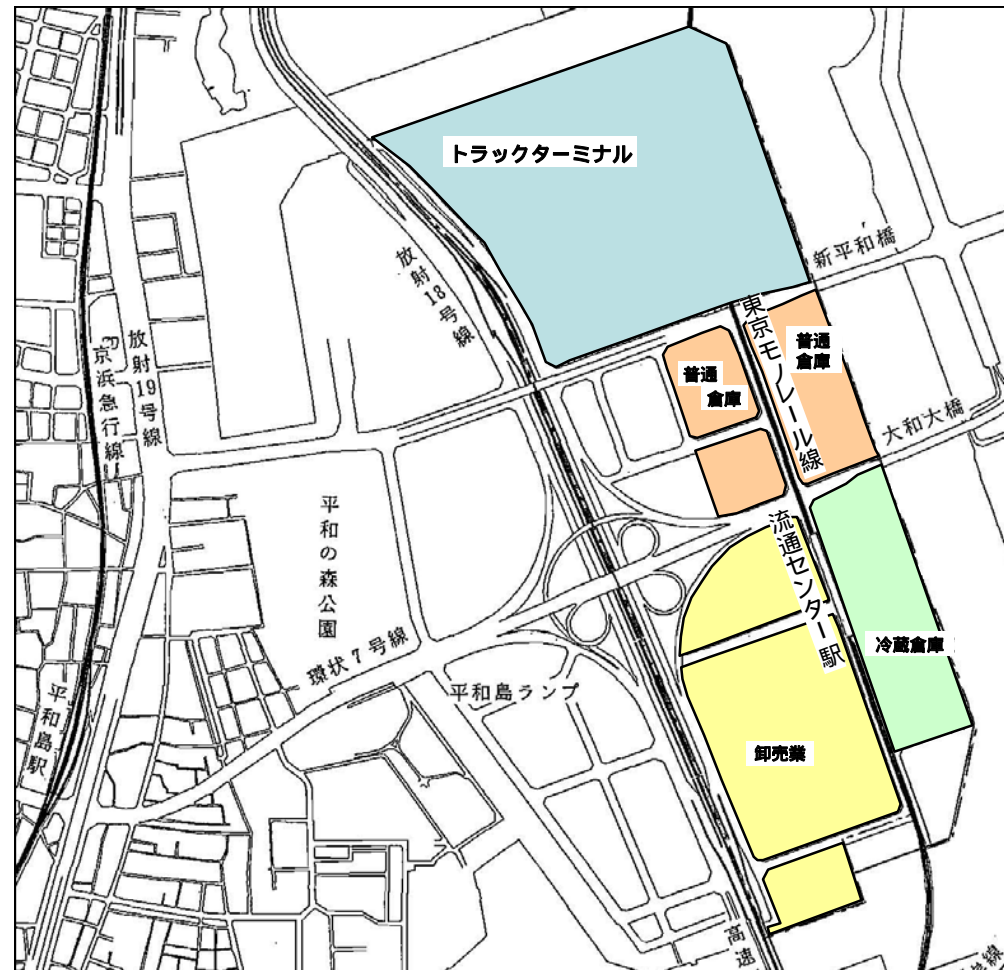 トラックターミナル
新平和橋
放射18号線
東京モノレール線
普通
倉庫
普通
倉庫
放射19号線
京浜急行線
大和大橋
平和の森公園
流通センター駅
環状7号線
冷蔵倉庫
平和島ランプ
平和島駅
卸売業
高速